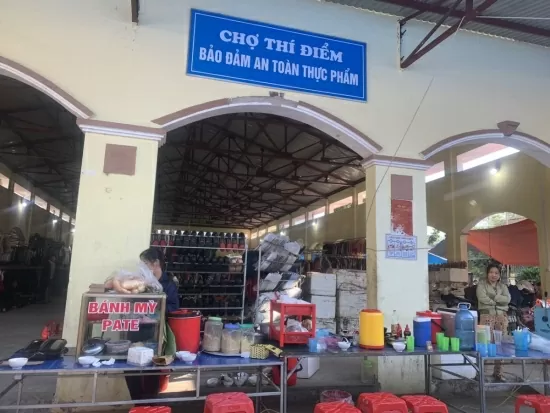 CHỢ THÍ ĐIỂM
BẢO ĐẢM AN TOÀN THỰC PHẨM
BÁNH MỲ
PATE